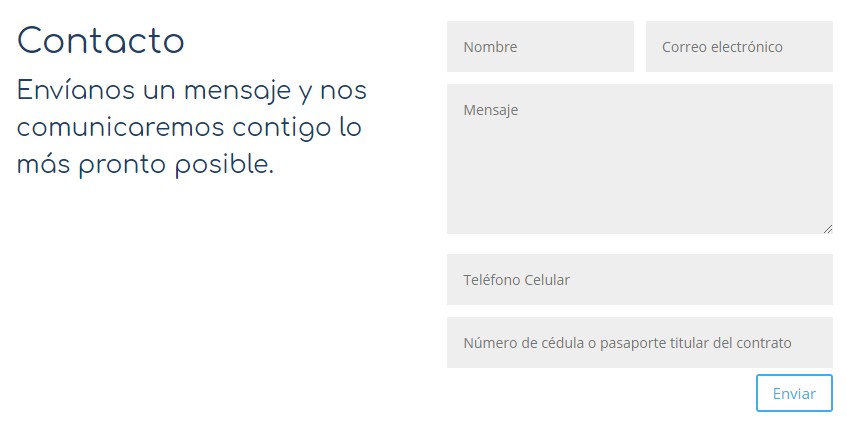 Contacto
Envíanos un mensaje y nos
comunicaremos contigo lo
más pronto posible.
Nombre
Correo electrónico
Mensaje
Teléfono Celular
Número de cédula o pasaporte titular del contrato
Enviar